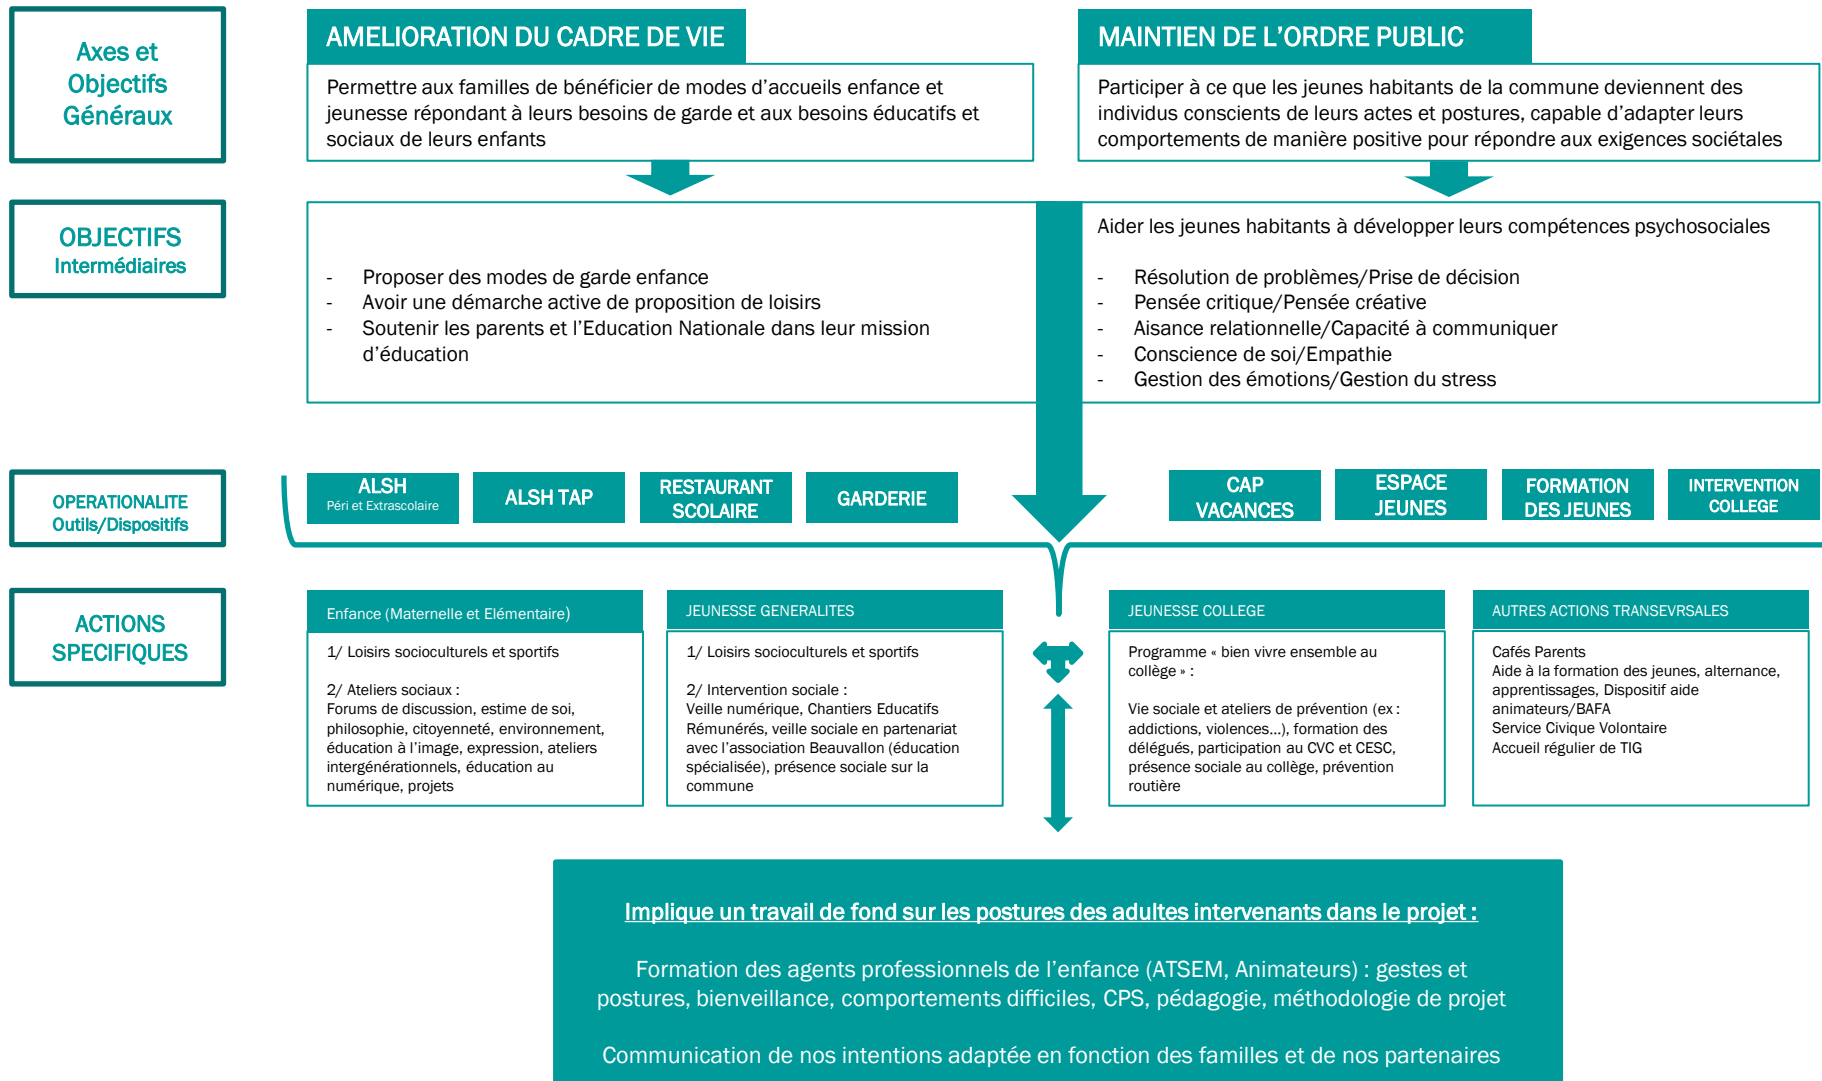 Axes et
Objectifs
Généraux
AMELIORATION DU CADRE DE VIE
Permettre aux familles de bénéficier de modes d'accueils enfance et
jeunesse répondant à leurs besoins de garde et aux besoins éducatifs et
sociaux de leurs enfants
MAINTIEN DE L'ORDRE PUBLIC
Participer à ce que les jeunes habitants de la commune deviennent des
individus conscients de leurs actes et postures, capable d'adapter leurs
comportements de manière positive pour répondre aux exigences sociétales
OBJECTIFS
Intermédiaires
- Proposer des modes de garde enfance
- Avoir une démarche active de proposition de loisirs
- Soutenir les parents et l'Education Nationale dans leur mission
d'éducation
Aider les jeunes habitants à développer leurs compétences psychosociales
- Résolution de problèmes/Prise de décision
- Pensée critique/Pensée créative
- Aisance relationnelle/Capacité à communiquer
- Conscience de soi/Empathie
- Gestion des émotions/Gestion du stress
OPERATIONALITE
Outils/Dispositifs
ALSH
Péri et Extrascolaire
ALSH TAP
RESTAURANT
SCOLAIRE
GARDERIE
CAP
VACANCES
ESPACE
JEUNES
FORMATION
DES JEUNES
INTERVENTION
COLLEGE
ACTIONS
SPECIFIQUES
Enfance (Maternelle et Elémentaire)
1/ Loisirs socioculturels et sportifs
2/ Ateliers sociaux :
Forums de discussion, estime de soi,
philosophie, citoyenneté, environnement,
éducation à l'image, expression, ateliers
intergénérationnels, éducation au
numérique, projets
JEUNESSE GENERALITES
1/ Loisirs socioculturels et sportifs
2/ Intervention sociale :
Veille numérique, Chantiers Educatifs
Rémunérés, veille sociale en partenariat
avec l'association Beauvallon (éducation
spécialisée), présence sociale sur la
commune
JEUNESSE COLLEGE
Programme « bien vivre ensemble au
collège » :
Vie sociale et ateliers de prévention (ex :
addictions, violences…), formation des
délégués, participation au CVC et CESC,
présence sociale au collège, prévention
routière
AUTRES ACTIONS TRANSEVRSALES
Cafés Parents
Aide à la formation des jeunes, alternance,
apprentissages, Dispositif aide
animateurs/BAFA
Service Civique Volontaire
Accueil régulier de TIG
Implique un travail de fond sur les postures des adultes intervenants dans le projet :
Formation des agents professionnels de l'enfance (ATSEM, Animateurs) : gestes et
postures, bienveillance, comportements difficiles, CPS, pédagogie, méthodologie de projet
Communication de nos intentions adaptée en fonction des familles et de nos partenaires